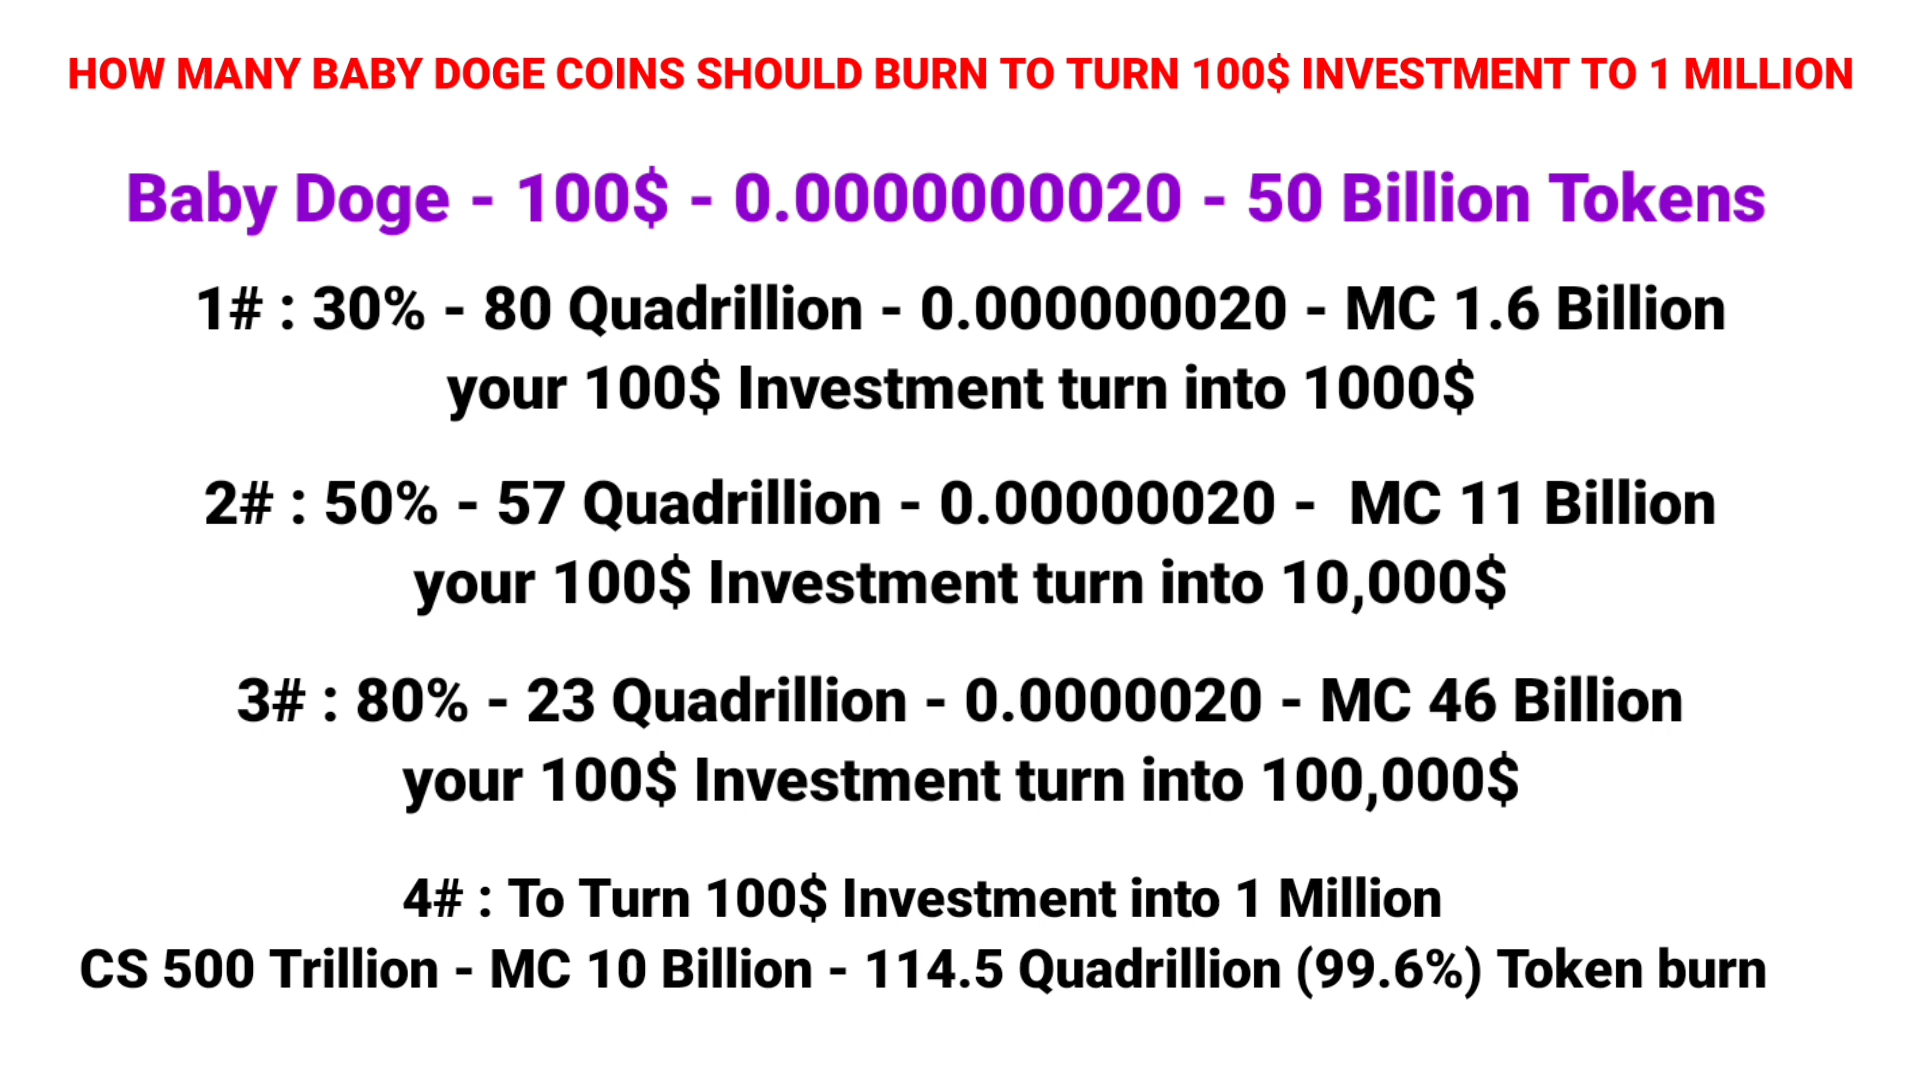 HOW MANY BABY DOGE COINS SHOULD BURN TO TURN 100$ INVESTMENT TO 1 MILLION
Baby Doge - 100$ - 0.0000000020 - 50 Billion Tokens
1# : 30% - 80 Quadrillion - 0.000000020 - MC 1.6 Billion
your 100$ Investment turn into 1000$
2# : 50% - 57 Quadrillion - 0.00000020 - MC 11 Billion
your 100$ Investment turn into 10,000$
3# : 80% - 23 Quadrillion - 0.0000020 - MC 46 Billion
your 100$ Investment turn into 100,000$
4# : To Turn 100$ Investment into 1 Million
CS 500 Trillion - MC 10 Billion - 114.5 Quadrillion (99.6%) Token burn